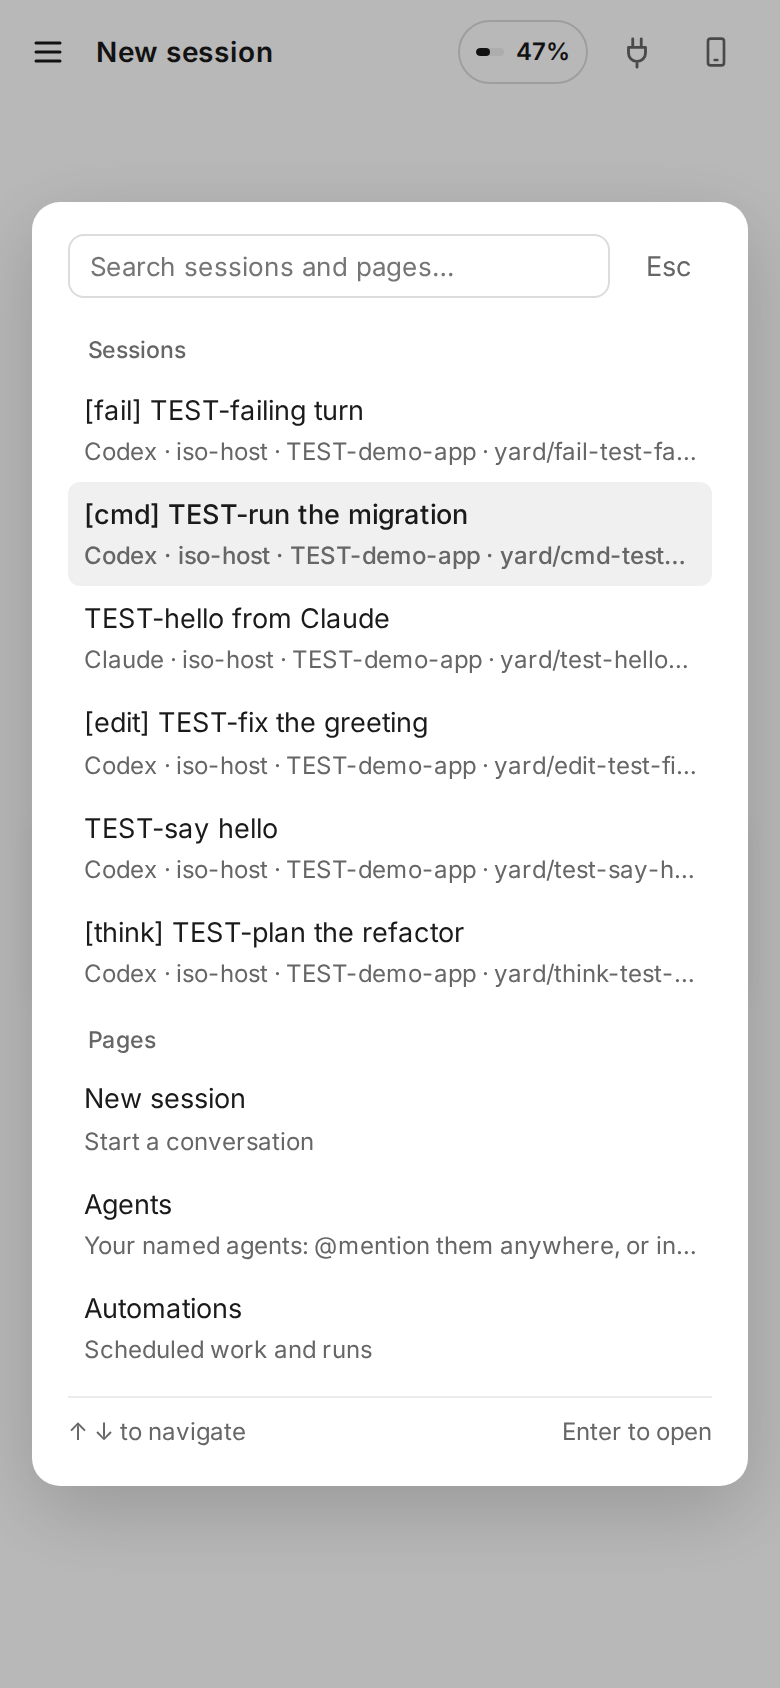 New session
47%
Search sessions and pages...
Esc
Sessions
[fail] TEST-failing turn
Codex · iso-host · TEST-demo-app · yard/fail-test-fa...
[cmd] TEST-run the migration
Codex · iso-host · TEST-demo-app · yard/cmd-test...
TEST-hello from Claude
Claude · iso-host · TEST-demo-app · yard/test-hello...
[edit] TEST-fix the greeting
Codex · iso-host · TEST-demo-app · yard/edit-test-fi...
TEST-say hello
Codex · iso-host · TEST-demo-app · yard/test-say-h...
[think] TEST-plan the refactor
Codex · iso-host · TEST-demo-app · yard/think-test-...
Pages
New session
Start a conversation
Agents
Your named agents: @mention them anywhere, or in...
Automations
Scheduled work and runs
↑ ↓ to navigate
Enter to open